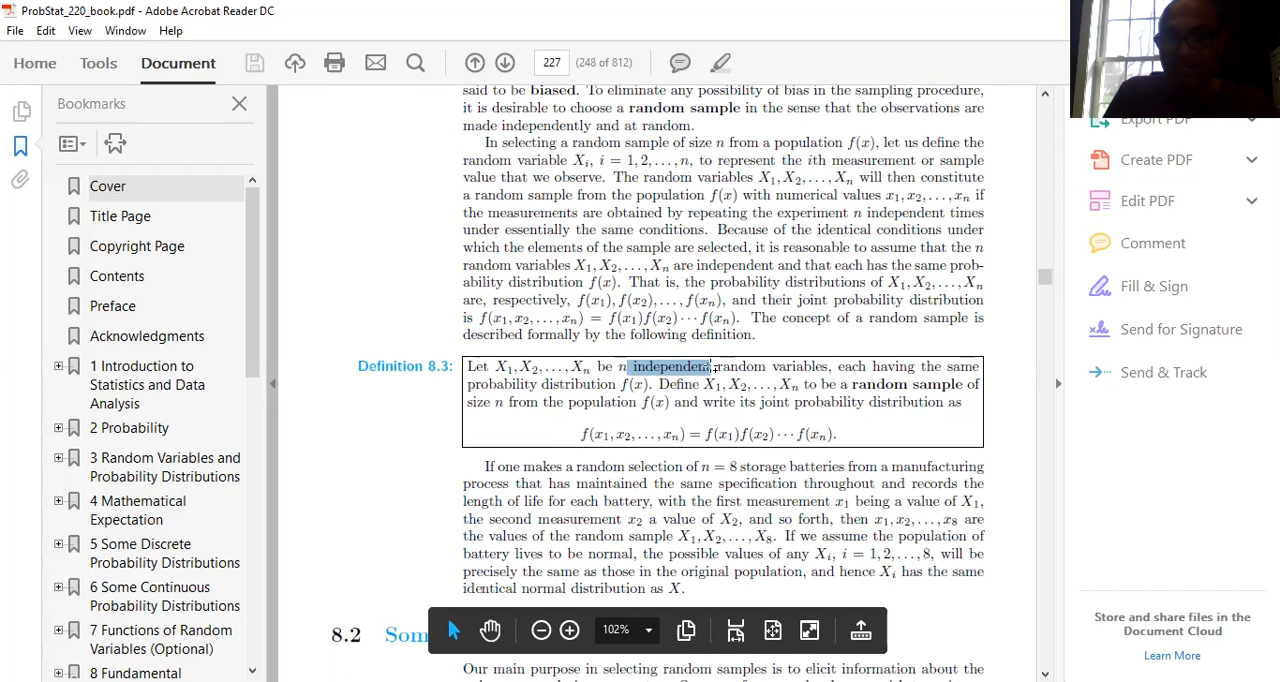 ProbStat_220_book.pdf - Adobe Acrobat Reader DC
File Edit View Window Help
Home Tools Document 227 (248 of 812)
Bookmarks
Cover
Title Page
Copyright Page
Contents
Preface
Acknowledgments
1 Introduction to
Statistics and Data
Analysis
2 Probability
3 Random Variables and
Probability Distributions
4 Mathematical
Expectation
5 Some Discrete
Probability Distributions
6 Some Continuous
Probability Distributions
7 Functions of Random
Variables (Optional)
8 Fundamental
said to be biased. To eliminate any possibility of bias in the sampling procedure,
it is desirable to choose a random sample in the sense that the observations are
made independently and at random.
In selecting a random sample of size n from a population f(x), let us define the
random variable Xi, i = 1, 2, . . . , n, to represent the ith measurement or sample
value that we observe. The random variables X1, X2, . . . , Xn will then constitute
a random sample from the population f(x) with numerical values x1, x2, . . . , xn if
the measurements are obtained by repeating the experiment n independent times
under essentially the same conditions. Because of the identical conditions under
which the elements of the sample are selected, it is reasonable to assume that the n
random variables X1, X2, . . . , Xn are independent and that each has the same prob-
ability distribution f(x). That is, the probability distributions of X1, X2, . . . , Xn
are, respectively, f(x1), f(x2), . . . , f(xn), and their joint probability distribution
is f(x1, x2, . . . , xn) = f(x1)f(x2) · · · f(xn). The concept of a random sample is
described formally by the following definition.
Definition 8.3: Let X1, X2, . . . , Xn be n independent random variables, each having the same
probability distribution f(x). Define X1, X2, . . . , Xn to be a random sample of
size n from the population f(x) and write its joint probability distribution as
f(x1, x2, . . . , xn) = f(x1)f(x2) · · · f(xn).
If one makes a random selection of n = 8 storage batteries from a manufacturing
process that has maintained the same specification throughout and records the
length of life for each battery, with the first measurement x1 being a value of X1,
the second measurement x2 a value of X2, and so forth, then x1, x2, . . . , x8 are
the values of the random sample X1, X2, . . . , X8. If we assume the population of
battery lives to be normal, the possible values of any Xi, i = 1, 2, . . . , 8, will be
precisely the same as those in the original population, and hence Xi has the same
identical normal distribution as X.
8.2 Som
102%
Our main purpose in selecting random samples is to elicit information about the
Export PDF
Create PDF
Edit PDF
Comment
Fill & Sign
Send for Signature
Send & Track
Store and share files in the
Document Cloud
Learn More